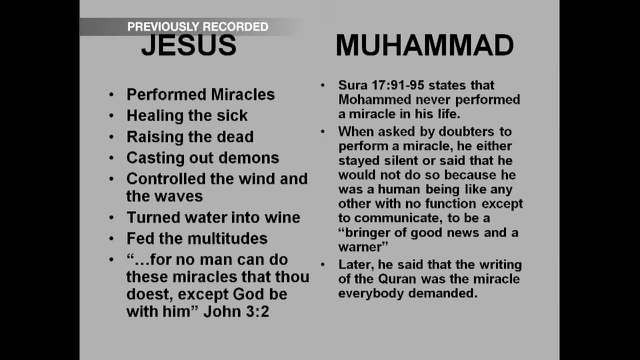 PREVIOUSLY RECORDED
JESUS
• Performed Miracles
• Healing the sick
• Raising the dead
• Casting out demons
• Controlled the wind and
the waves
• Turned water into wine
• Fed the multitudes
• “…for no man can do
these miracles that thou
doest, except God be
with him” John 3:2
MUHAMMAD
• Sura 17:91-95 states that
Mohammed never performed
a miracle in his life.
• When asked by doubters to
perform a miracle, he either
stayed silent or said that he
would not do so because he
was a human being like any
other with no function except
to communicate, to be a
“bringer of good news and a
warner”
• Later, he said that the writing
of the Quran was the miracle
everybody demanded.